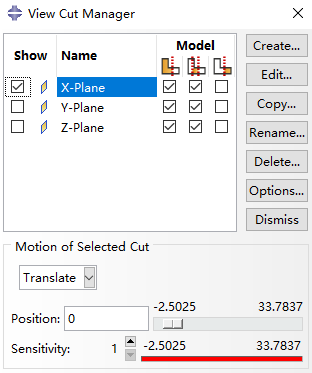 View Cut Manager
Show Name Model
X-Plane
Y-Plane
Z-Plane
Create...
Edit...
Copy...
Rename...
Delete...
Options...
Dismiss
Motion of Selected Cut
Translate
Position: 0 -2.5025 33.7837
Sensitivity: 1 -2.5025 33.7837